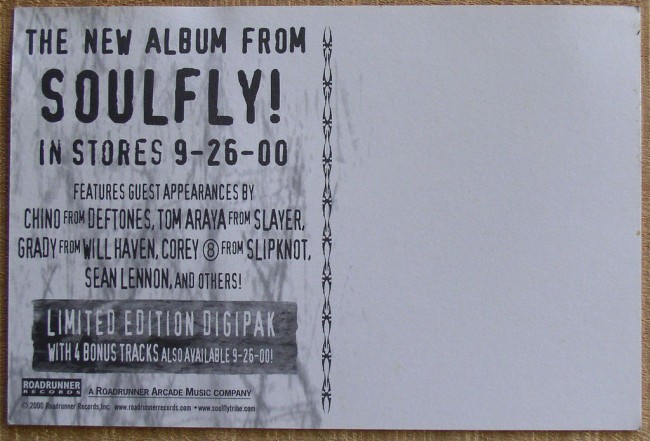 THE NEW ALBUM FROM
SOULFLY!
IN STORES 9-26-00
FEATURES GUEST APPEARANCES BY
CHINO FROM DEFTONES, TOM ARAYA FROM SLAYER,
GRADY FROM WILL HAVEN, COREY ⑧ FROM SLIPKNOT,
SEAN LENNON, AND OTHERS!
LIMITED EDITION DIGIPAK
WITH 4 BONUS TRACKS ALSO AVAILABLE 9-26-00!
ROADRUNNER
RECORDS
A ROADRUNNER ARCADE MUSIC COMPANY
© 2000 Roadrunner Records, Inc. www.roadrunnerrecords.com • www.soulflytribe.com